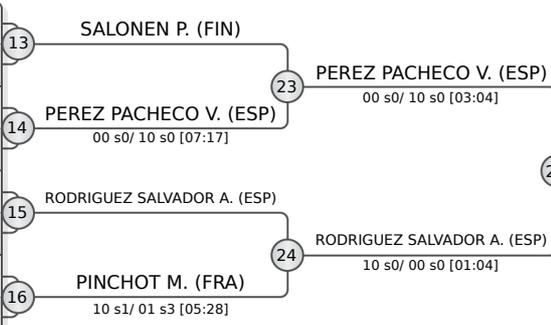 SALONEN P. (FIN)
13
23
PEREZ PACHECO V. (ESP)
00 s0/ 10 s0 [03:04]
14
PEREZ PACHECO V. (ESP)
00 s0/ 10 s0 [07:17]
15
RODRIGUEZ SALVADOR A. (ESP)
24
RODRIGUEZ SALVADOR A. (ESP)
10 s0/ 00 s0 [01:04]
16
PINCHOT M. (FRA)
10 s1/ 01 s3 [05:28]